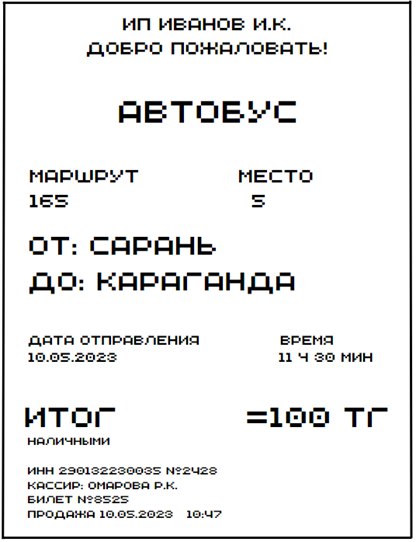 ИП ИВАНОВ И.К.
ДОБРО ПОЖАЛОВАТЬ!
АВТОБУС
МАРШРУТ МЕСТО
165 5
ОТ: САРАНЬ
ДО: КАРАГАНДА
ДАТА ОТПРАВЛЕНИЯ ВРЕМЯ
10.05.2023 11 Ч 30 МИН
ИТОГ =100 ТГ
НАЛИЧНЫМИ
ИНН 290132230035 №2428
КАССИР: ОМАРОВА Р.К.
БИЛЕТ №8525
ПРОДАЖА 10.05.2023 10:47